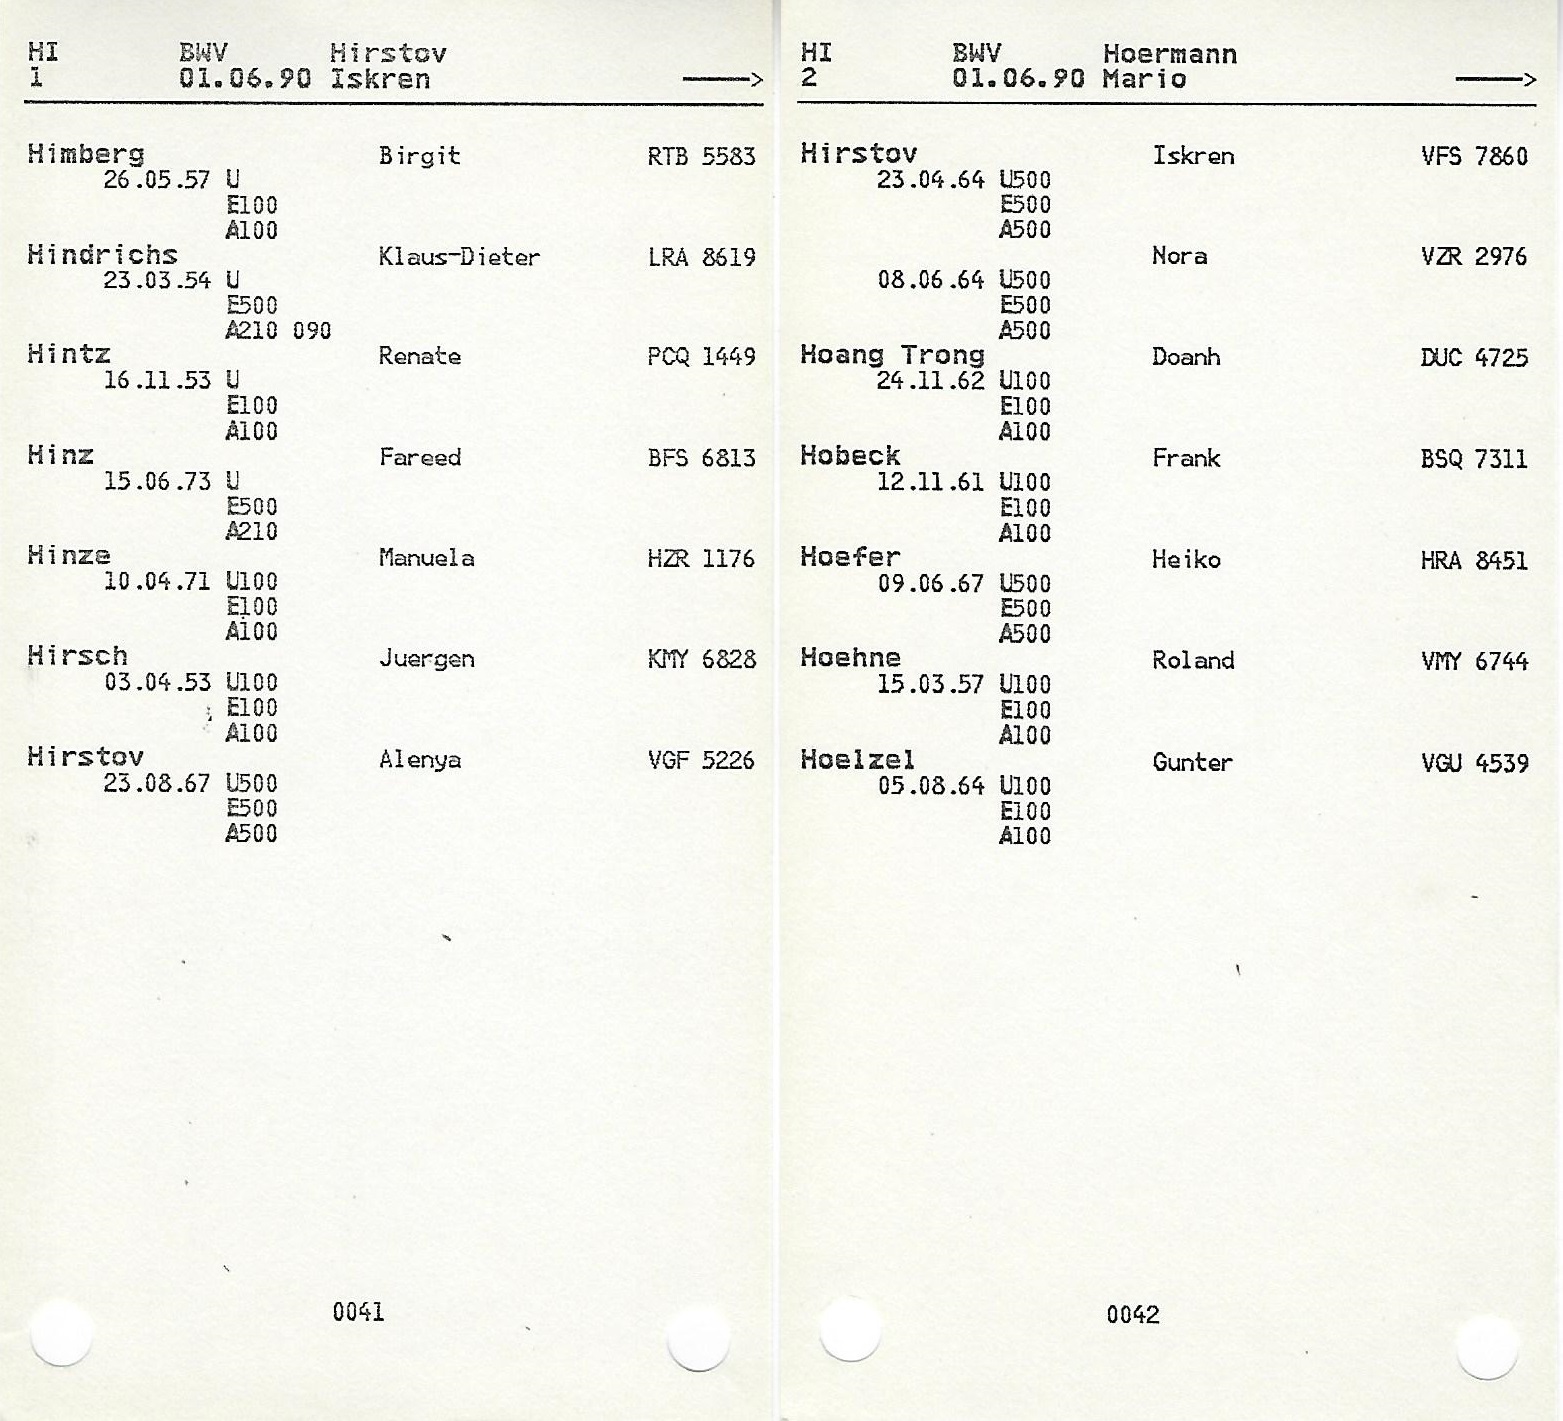 HI BWV Hirstov
1 01.06.90 Iskren ——>
Himberg Birgit RTB 5583
26.05.57 U
E100
A100
Hindrichs Klaus-Dieter LRA 8619
23.03.54 U
E500
A210 090
Hintz Renate PCQ 1449
16.11.53 U
E100
A100
Hinz Fareed BFS 6813
15.06.73 U
E500
A210
Hinze Manuela HZR 1176
10.04.71 U100
E100
A100
Hirsch Juergen KMY 6828
03.04.53 U100
E100
A100
Hirstov Alenya VGF 5226
23.08.67 U500
E500
A500
0041
HI BWV Hoermann
2 01.06.90 Mario ——>
Hirstov Iskren VFS 7860
23.04.64 U500
E500
A500
Nora VZR 2976
08.06.64 U500
E500
A500
Hoang Trong Doanh DUC 4725
24.11.62 U100
E100
A100
Hobeck Frank BSQ 7311
12.11.61 U100
E100
A100
Hoefer Heiko HRA 8451
09.06.67 U500
E500
A500
Hoehne Roland VMY 6744
15.03.57 U100
E100
A100
Hoelzel Gunter VGU 4539
05.08.64 U100
E100
A100
0042